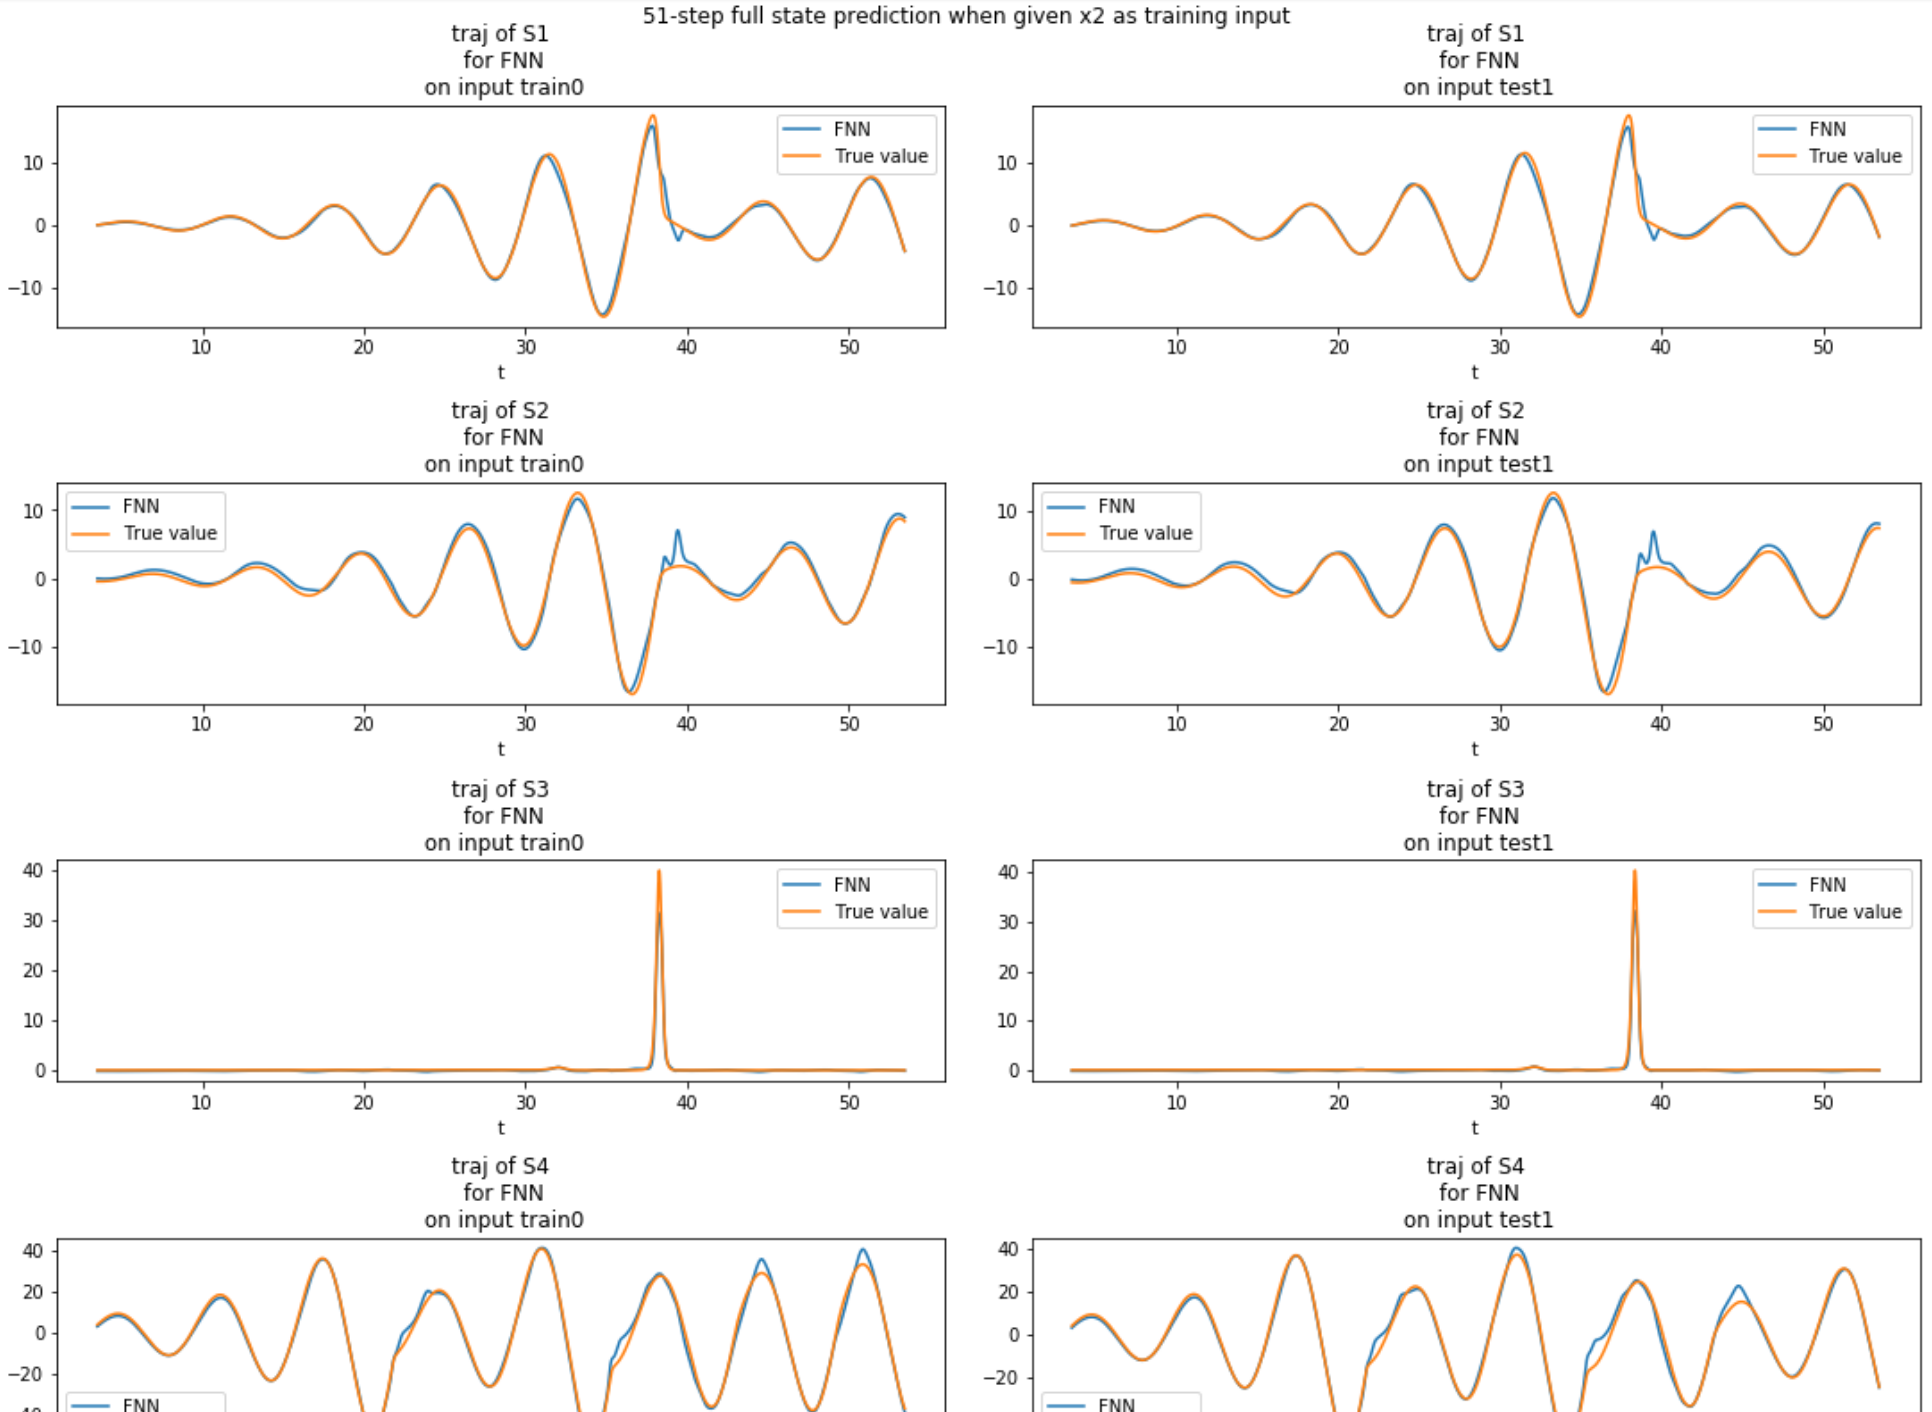 51-step full state prediction when given x2 as training input
traj of S1
for FNN
on input train0
FNN
True value
10
0
−10
10 20 30 40 50
t
traj of S1
for FNN
on input test1
FNN
True value
10
0
−10
10 20 30 40 50
t
traj of S2
for FNN
on input train0
FNN
True value
10
0
−10
10 20 30 40 50
t
traj of S2
for FNN
on input test1
FNN
True value
10
0
−10
10 20 30 40 50
t
traj of S3
for FNN
on input train0
FNN
True value
40
30
20
10
0
10 20 30 40 50
t
traj of S3
for FNN
on input test1
FNN
True value
40
30
20
10
0
10 20 30 40 50
t
traj of S4
for FNN
on input train0
40
20
0
−20
FNN
traj of S4
for FNN
on input test1
40
20
0
−20
FNN